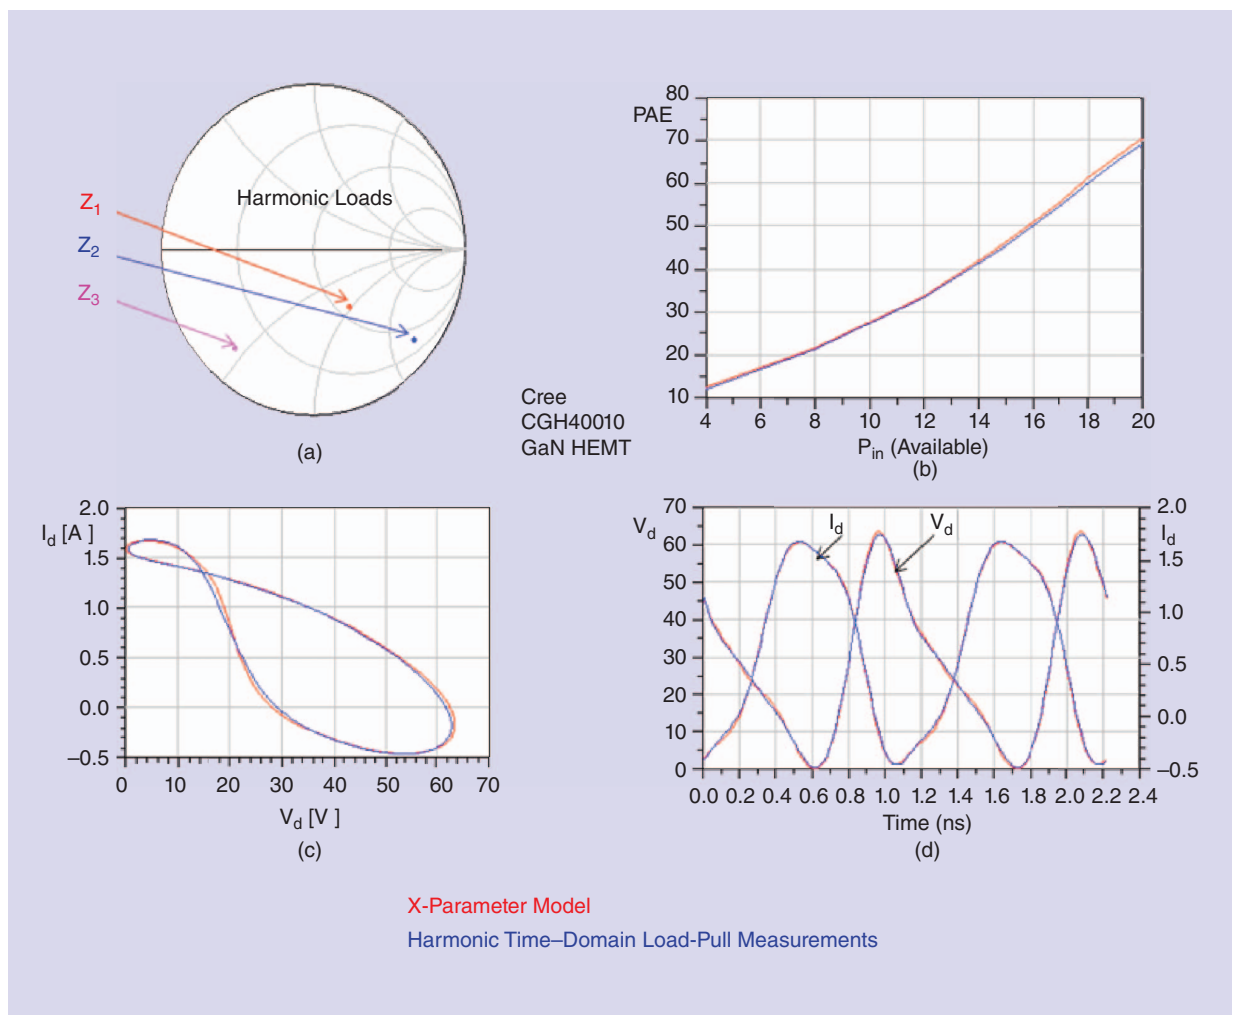 Harmonic Loads
Z1
Z2
Z3
(a)
Cree
CGH40010
GaN HEMT
PAE
80
70
60
50
40
30
20
10
4 6 8 10 12 14 16 18 20
Pin (Available)
(b)
Id [A ]
2.0
1.5
1.0
0.5
0.0
–0.5
0 10 20 30 40 50 60 70
Vd [V ]
(c)
Vd
70
60
50
40
30
20
10
0
Id
Vd
2.0
Id
1.5
1.0
0.5
0.0
–0.5
0.0 0.2 0.4 0.6 0.8 1.0 1.2 1.4 1.6 1.8 2.0 2.2 2.4
Time (ns)
(d)
X-Parameter Model
Harmonic Time–Domain Load-Pull Measurements